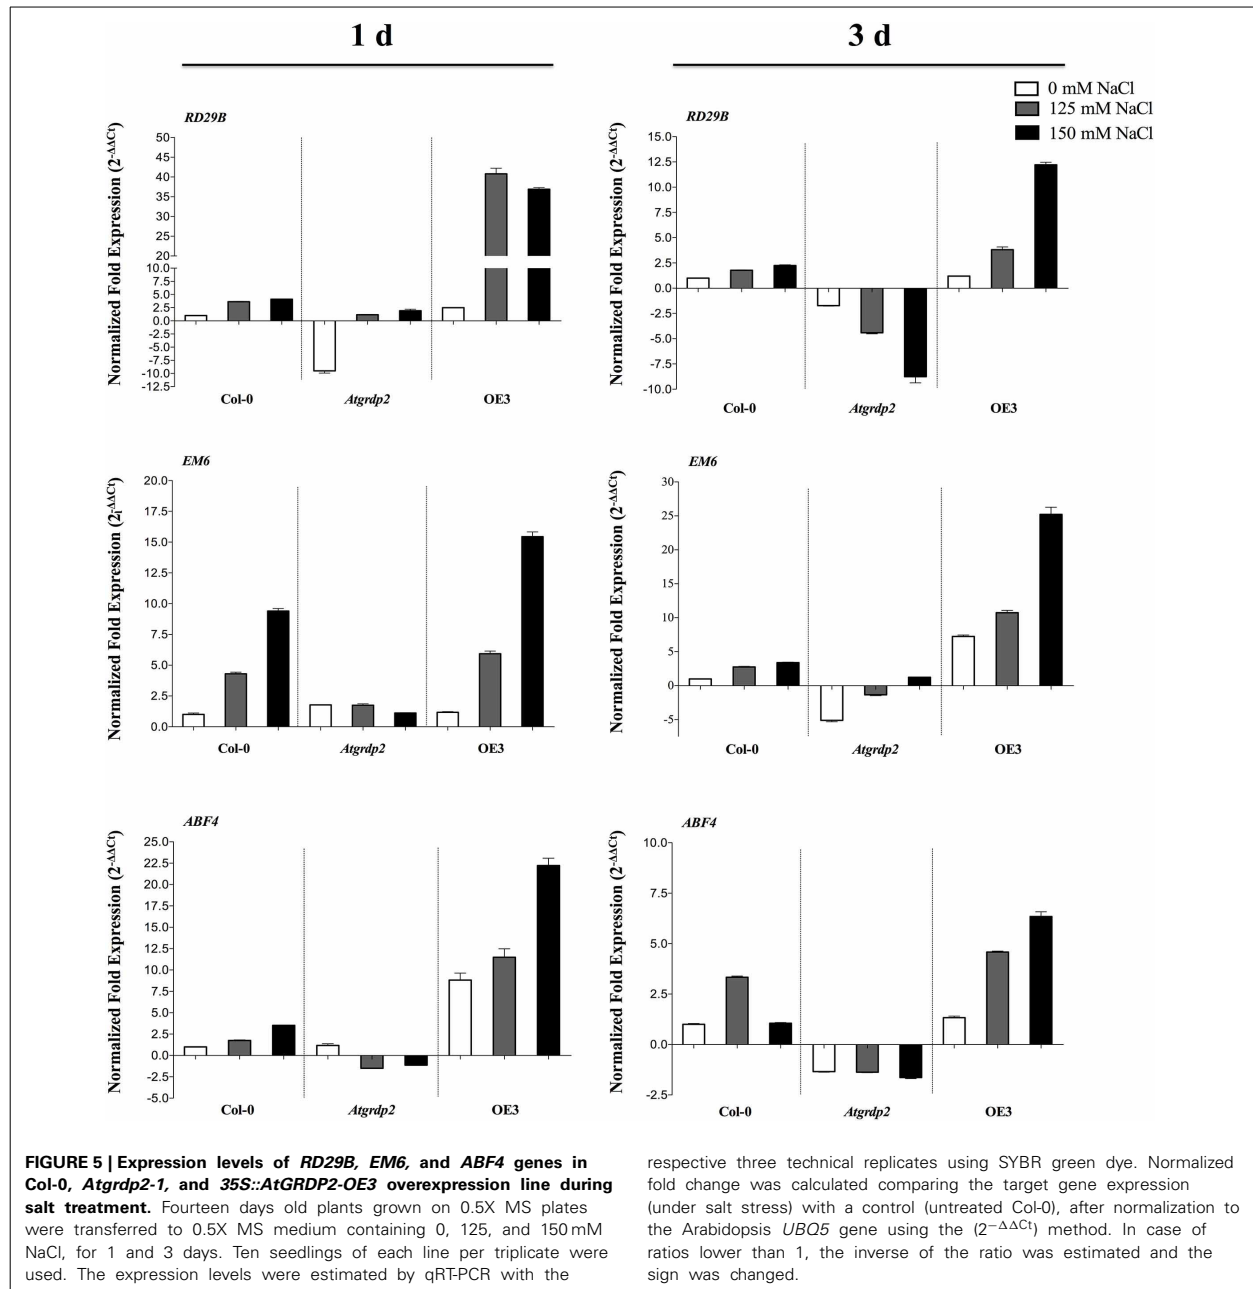 1 d
3 d
0 mM NaCl
125 mM NaCl
150 mM NaCl
RD29B
Normalized Fold Expression (2-ΔΔCt)
50
45
40
35
30
25
20
10.0
7.5
5.0
2.5
0.0
-2.5
-5.0
-7.5
-10.0
-12.5
Col-0
Atgrdp2
OE3
RD29B
Normalized Fold Expression (2-ΔΔCt)
15.0
12.5
10.0
7.5
5.0
2.5
0.0
-2.5
-5.0
-7.5
-10.0
Col-0
Atgrdp2
OE3
EM6
Normalized Fold Expression (2-ΔΔCt)
20.0
17.5
15.0
12.5
10.0
7.5
5.0
2.5
0.0
Col-0
Atgrdp2
OE3
EM6
Normalized Fold Expression (2-ΔΔCt)
30
25
20
15
10
5
0
-5
Col-0
Atgrdp2
OE3
ABF4
Normalized Fold Expression (2-ΔΔCt)
25.0
22.5
20.0
17.5
15.0
12.5
10.0
7.5
5.0
2.5
0.0
-2.5
-5.0
Col-0
Atgrdp2
OE3
ABF4
Normalized Fold Expression (2-ΔΔCt)
10.0
7.5
5.0
2.5
0.0
-2.5
Col-0
Atgrdp2
OE3
FIGURE 5 | Expression levels of RD29B, EM6, and ABF4 genes in
Col-0, Atgrdp2-1, and 35S::AtGRDP2-OE3 overexpression line during
salt treatment. Fourteen days old plants grown on 0.5X MS plates
were transferred to 0.5X MS medium containing 0, 125, and 150 mM
NaCl, for 1 and 3 days. Ten seedlings of each line per triplicate were
used. The expression levels were estimated by qRT-PCR with the
respective three technical replicates using SYBR green dye. Normalized
fold change was calculated comparing the target gene expression
(under salt stress) with a control (untreated Col-0), after normalization to
the Arabidopsis UBQ5 gene using the (2−ΔΔCt) method. In case of
ratios lower than 1, the inverse of the ratio was estimated and the
sign was changed.